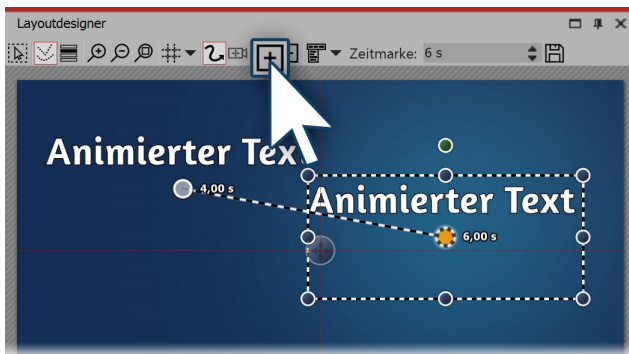 Layoutdesigner
Zeitmarke: 6 s
Animierter Tex
4,00 s
Animierter Text
6,00 s